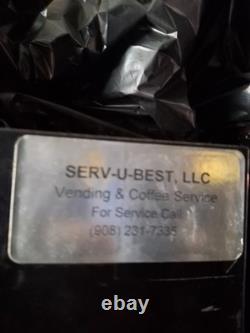 SERV-U-BEST, LLC
Vending & Coffee Service
For Service Call
(908) 231-7335
ebay